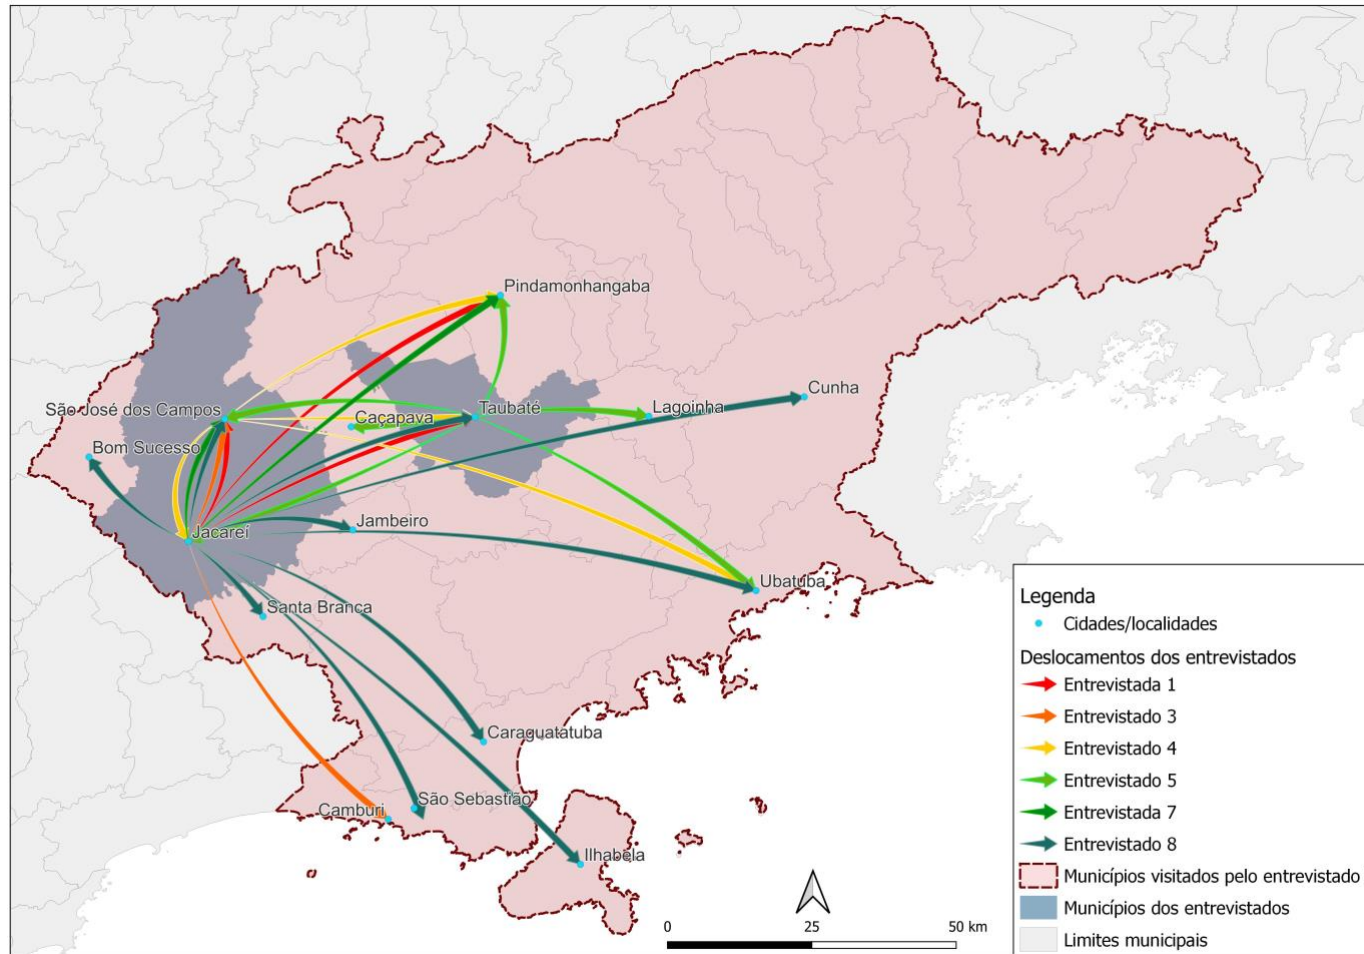 Pindamonhangaba
Cunha
São José dos Campos
Caçapava
Taubaté
Lagoinha
Bom Sucesso
Jambeiro
Jacareí
Ubatuba
Santa Branca
Caraguatatuba
São Sebastião
Camburi
Ilhabela
0 25 50 km
Legenda
Cidades/localidades
Deslocamentos dos entrevistados
Entrevistada 1
Entrevistado 3
Entrevistado 4
Entrevistado 5
Entrevistada 7
Entrevistado 8
Municípios visitados pelo entrevistado
Municípios dos entrevistados
Limites municipais